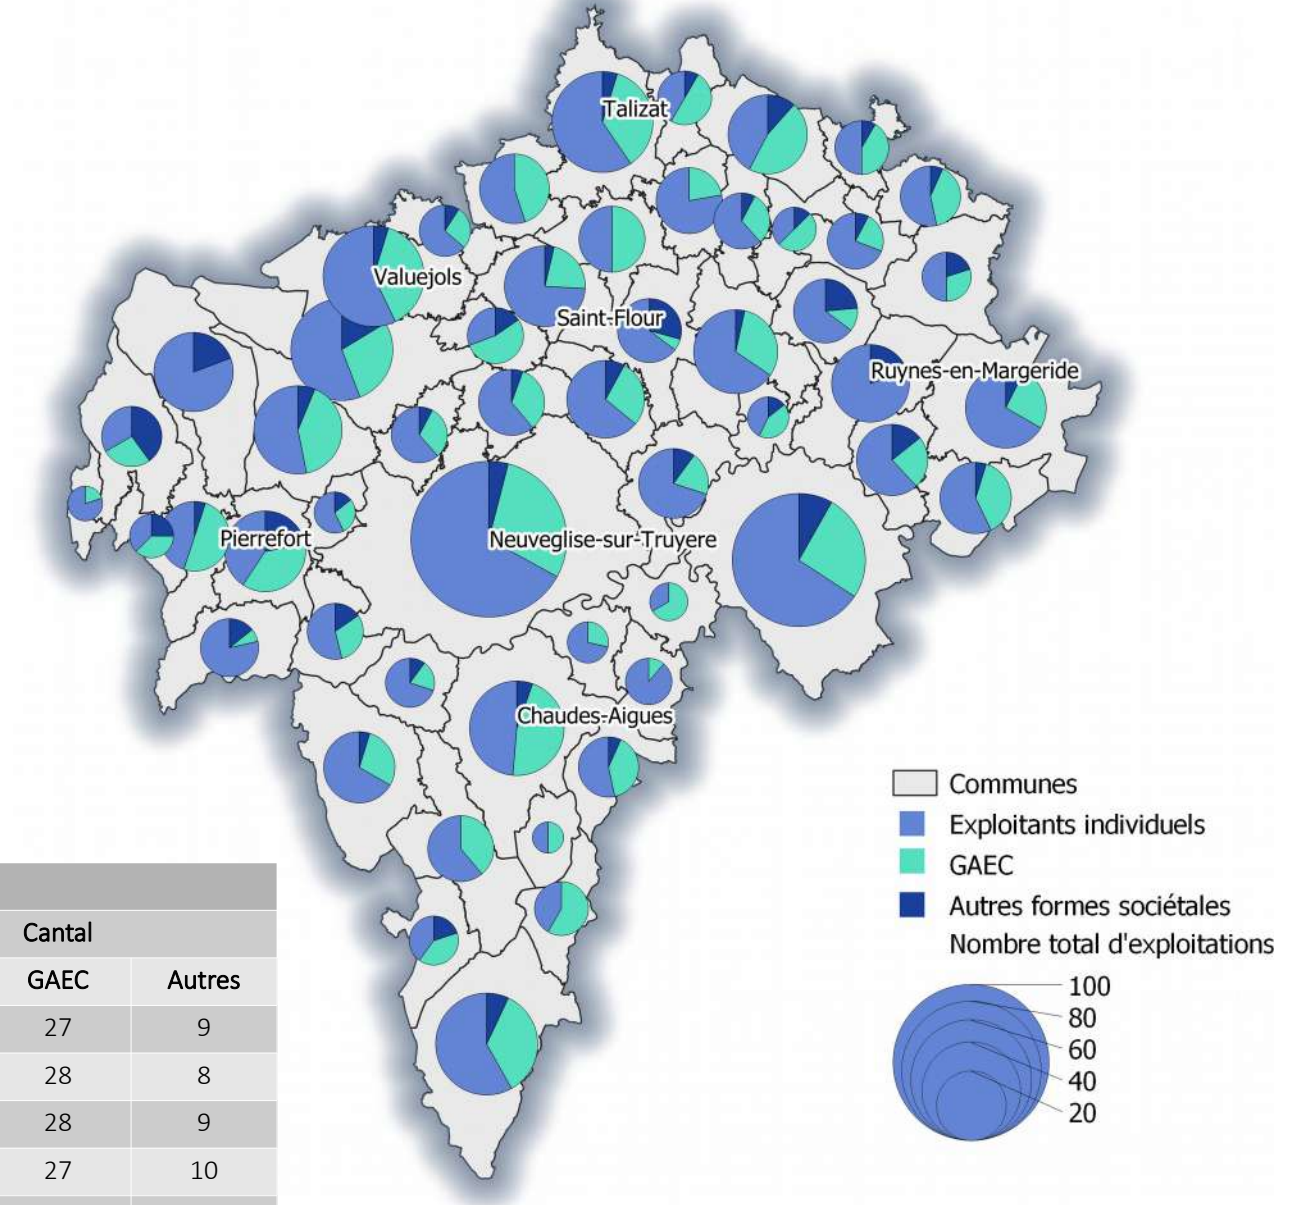 Talizat
Valuejols
Saint-Flour
Ruynes-en-Margeride
Pierrefort
Neuveglise-sur-Truyere
Chaudes-Aigues
Communes
Exploitants individuels
GAEC
Autres formes sociétales
Nombre total d'exploitations
100
80
60
40
20
Cantal
GAEC Autres
27 9
28 8
28 9
27 10